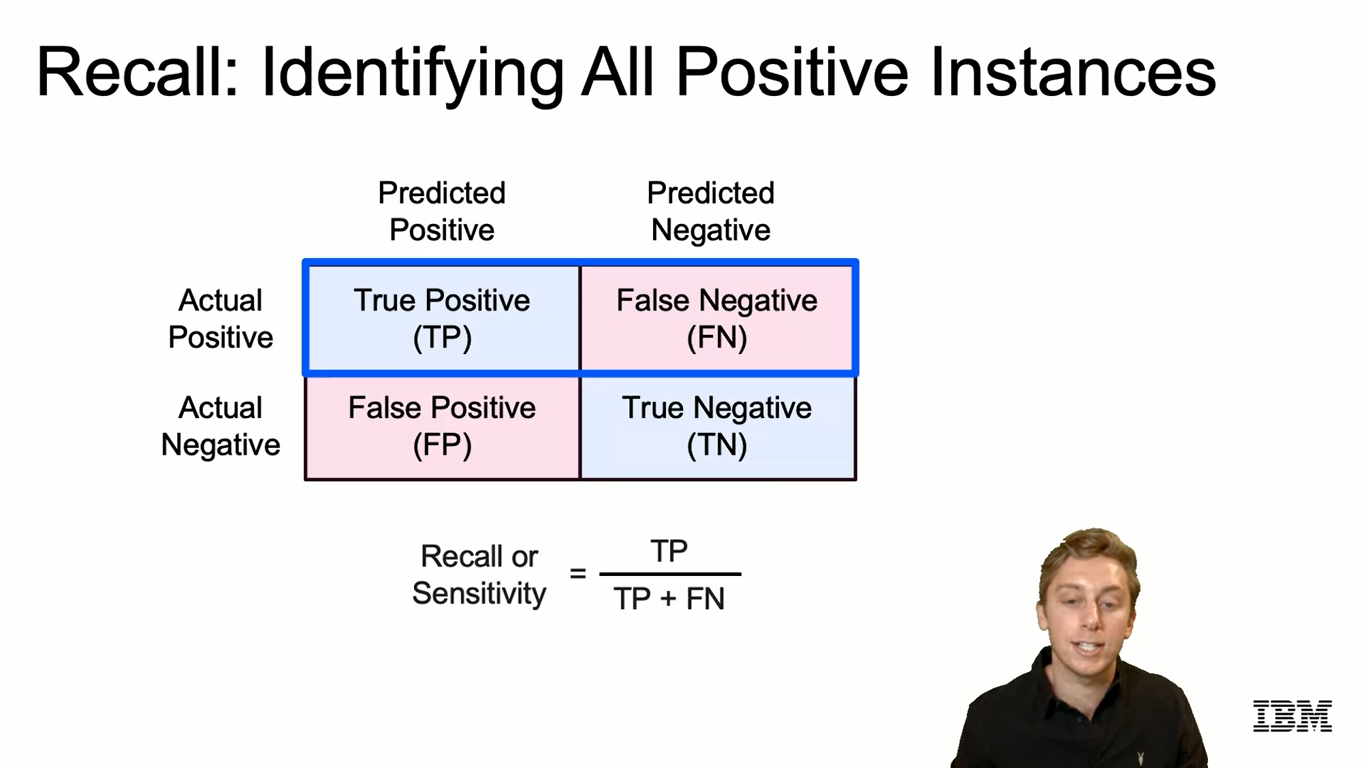 Recall: Identifying All Positive Instances
Predicted
Positive
Predicted
Negative
Actual
Positive
True Positive
(TP)
False Negative
(FN)
Actual
Negative
False Positive
(FP)
True Negative
(TN)
Recall or
Sensitivity
=
TP
TP + FN
IBM